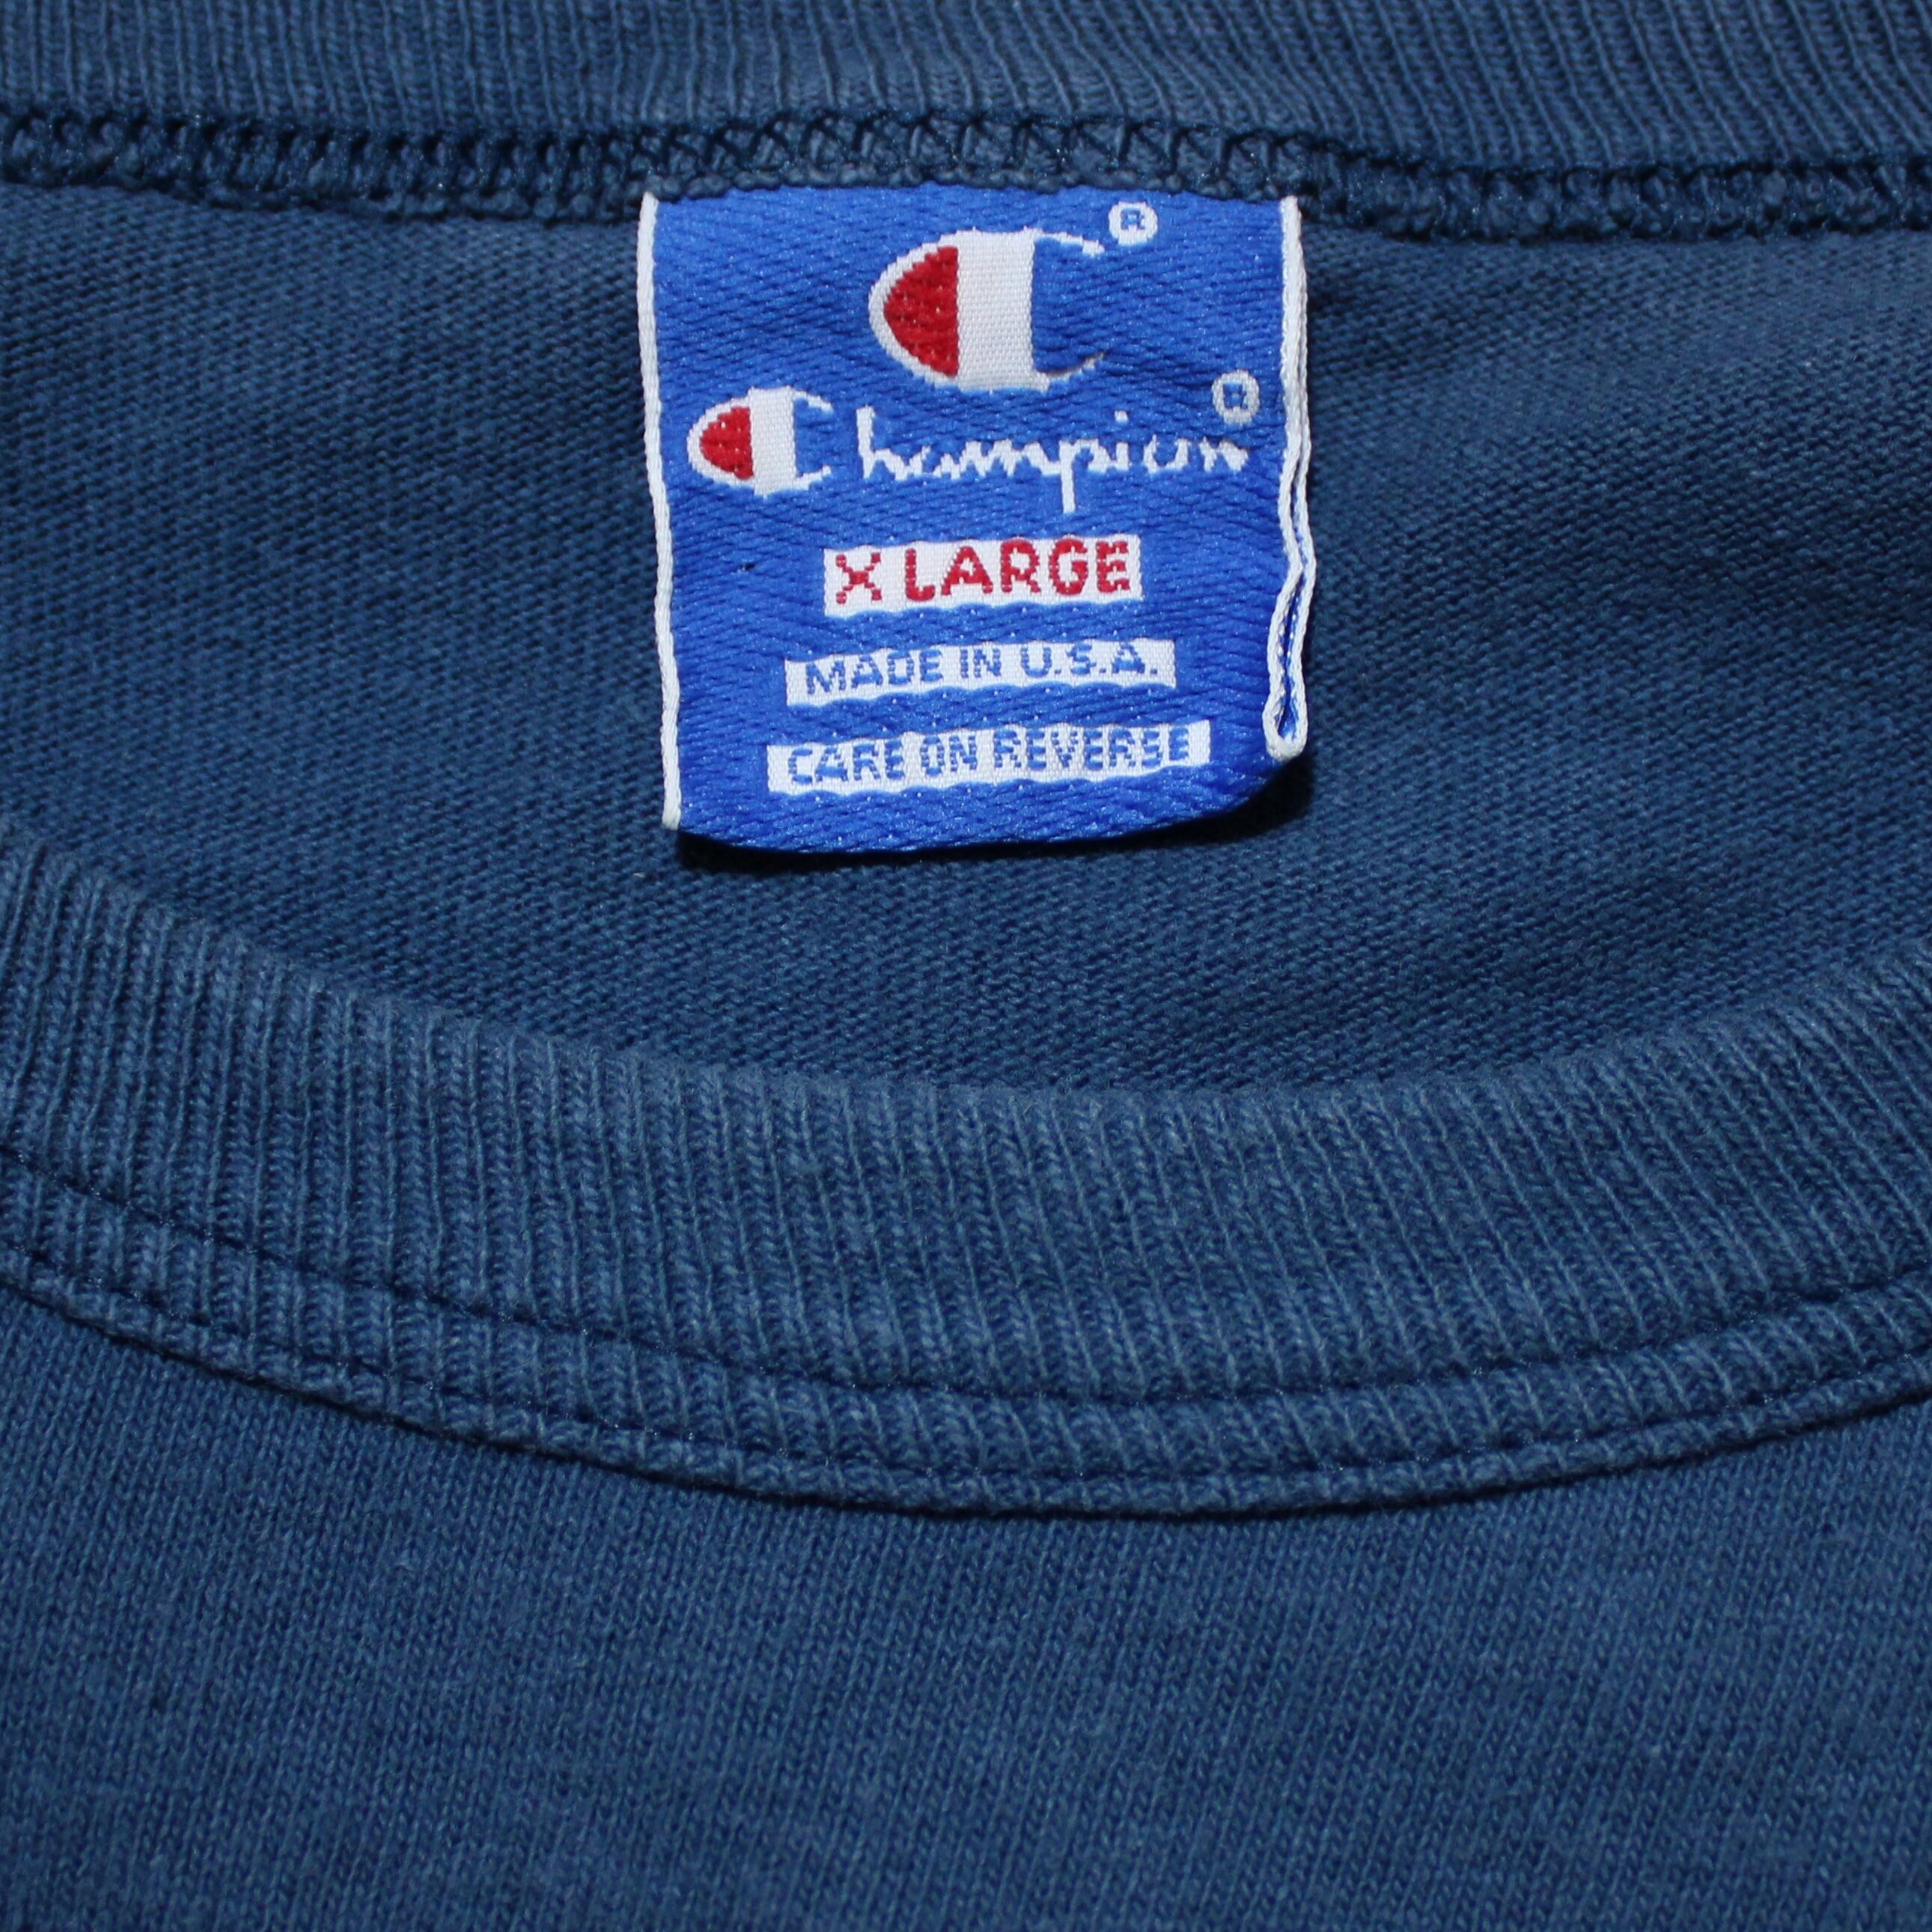 C®
Champion®
X LARGE
MADE IN U.S.A.
CARE ON REVERSE